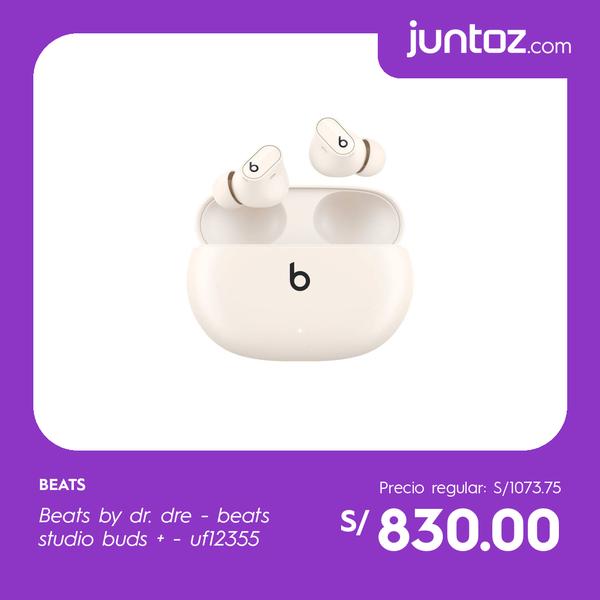 juntoz.com
b
b
b
BEATS
Beats by dr. dre - beats
studio buds + - uf12355
Precio regular: S/1073.75
S/ 830.00